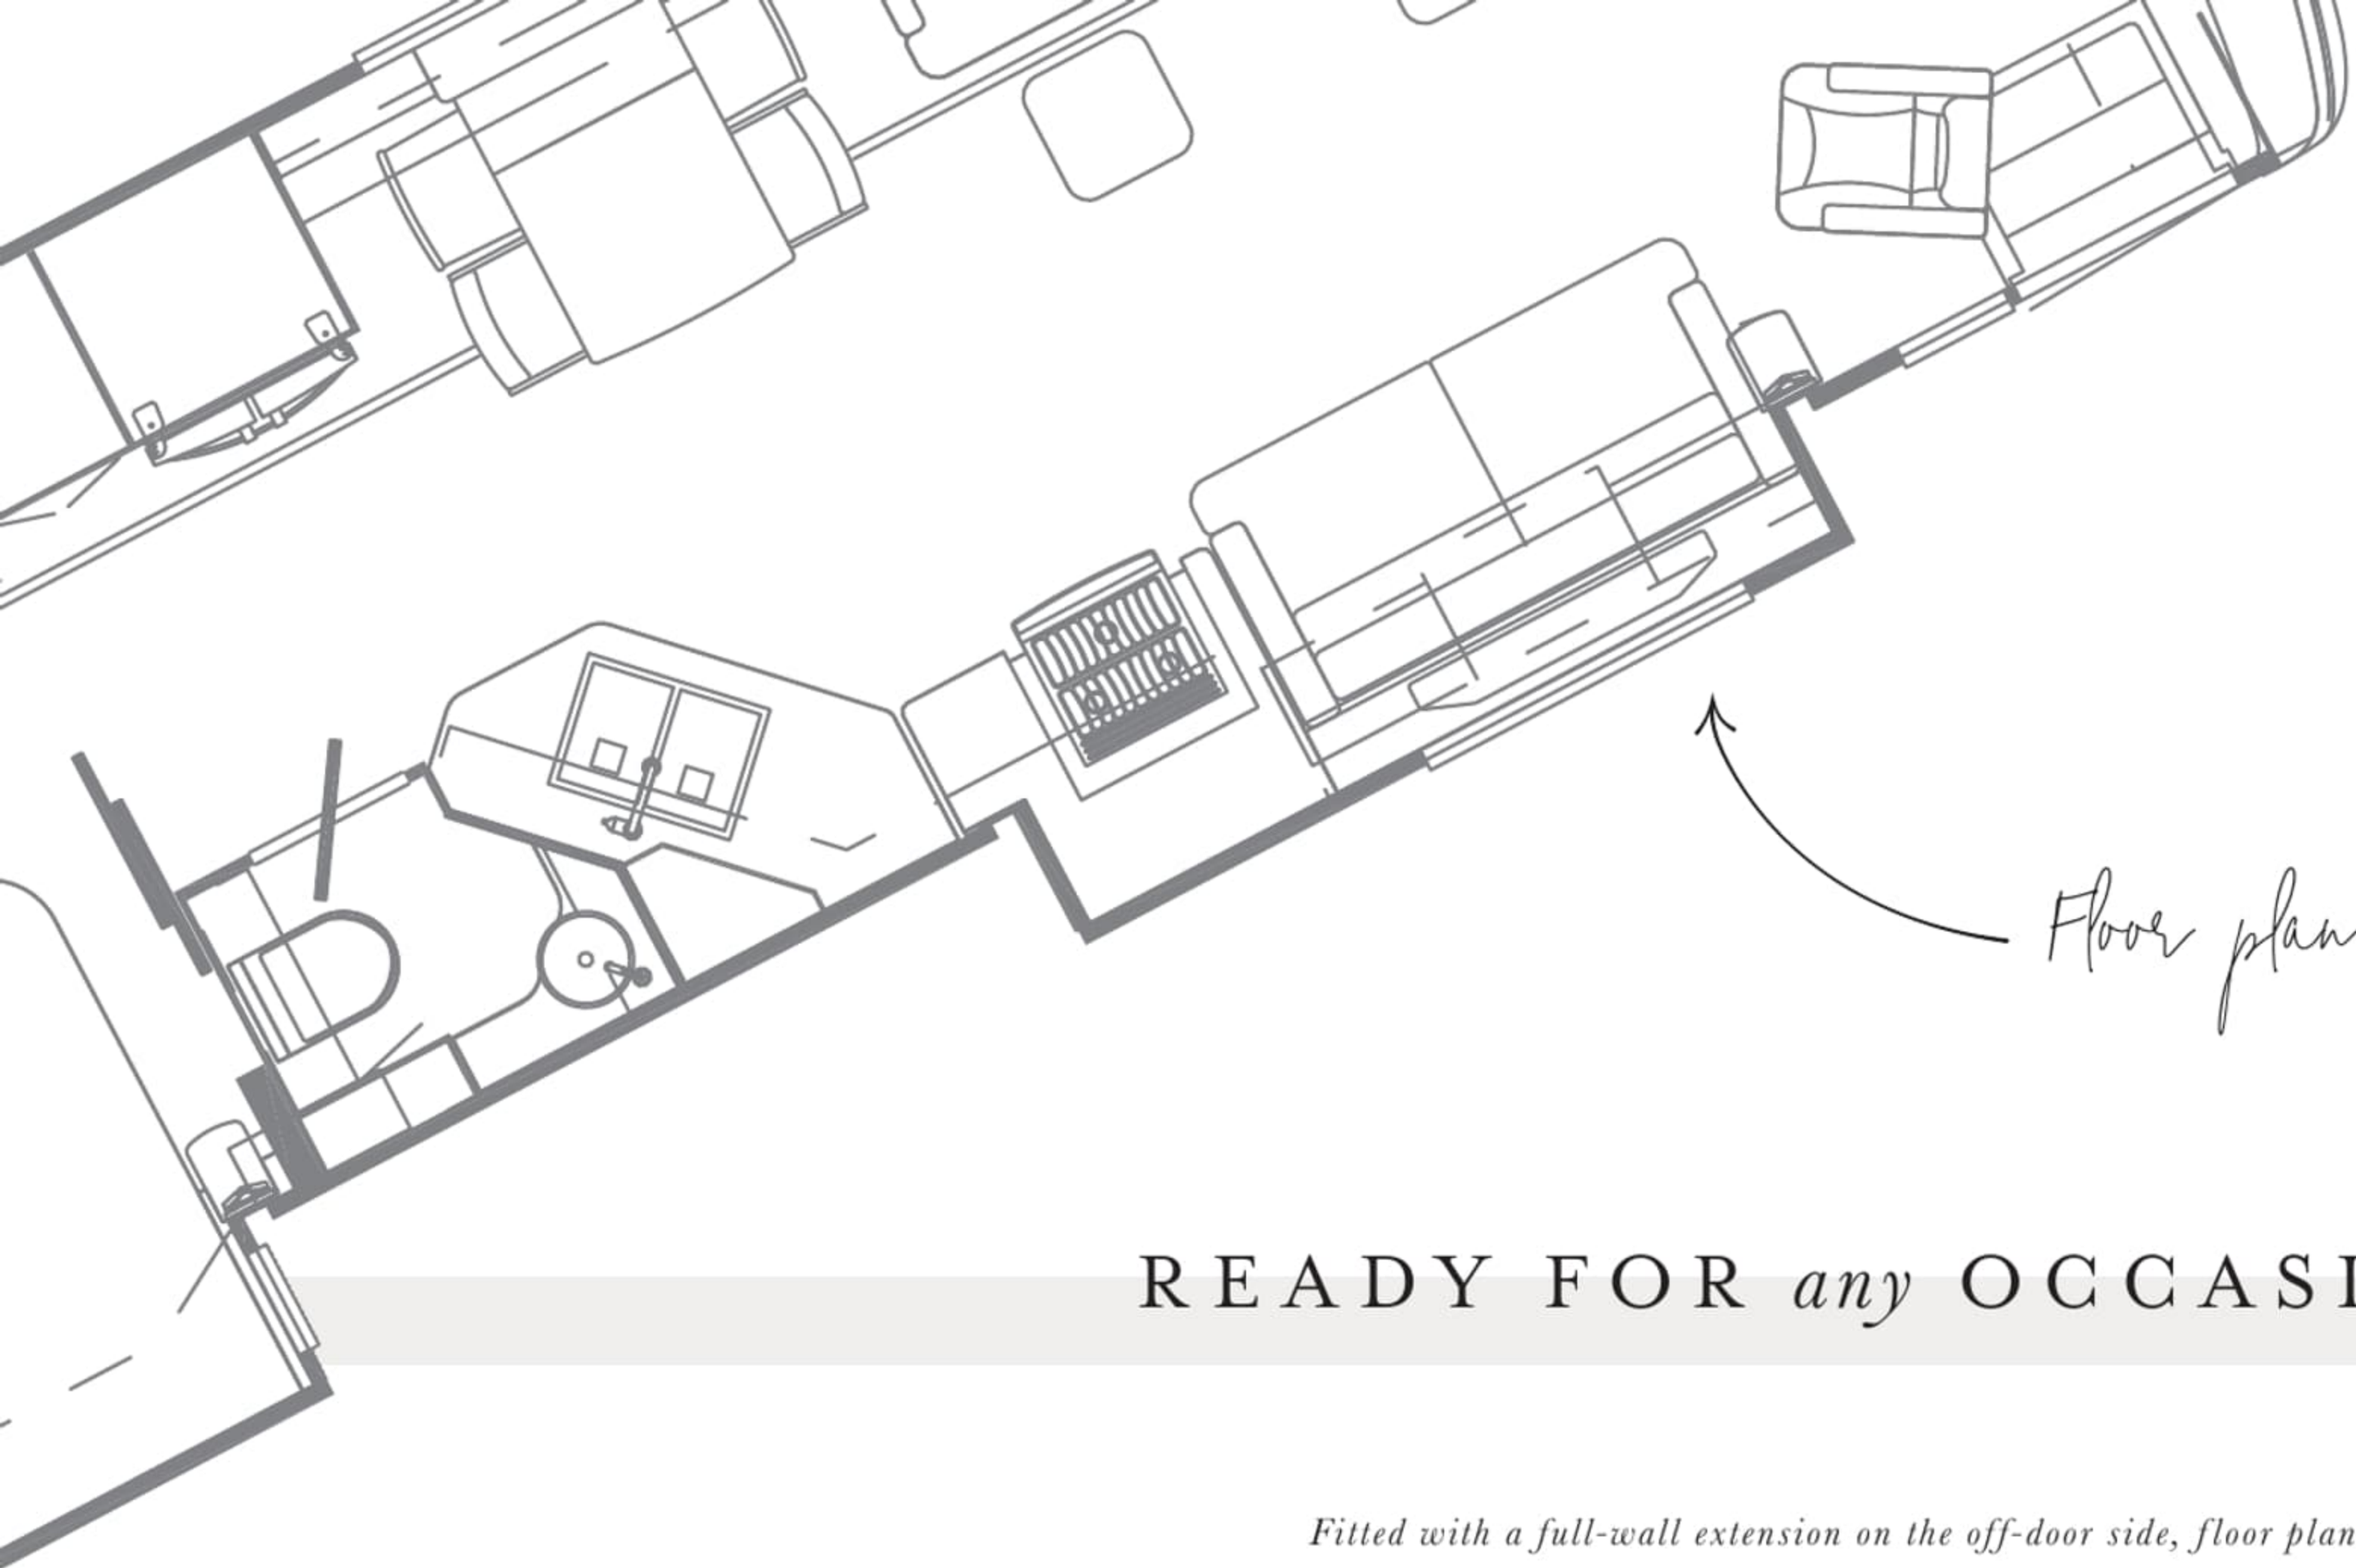 Floor plan
READY FOR any OCCASI
Fitted with a full-wall extension on the off-door side, floor plan